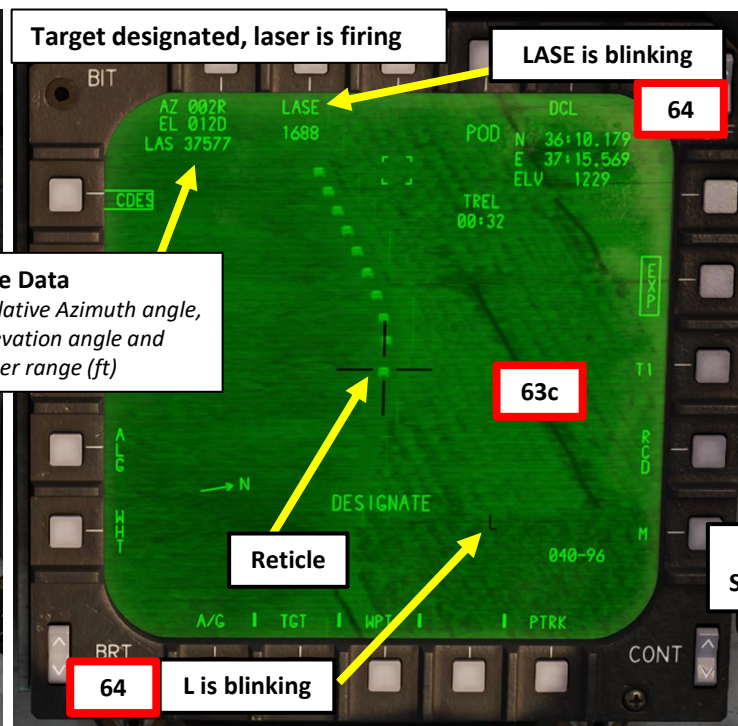 Target designated, laser is firing
LASE is blinking
BIT
64
AZ 002R
EL 012D
LAS 37577
LASE
1688
DCL
POD
N 36:10.179
E 37:15.569
ELV 1229
TREL
00:32
CDES
EXP
e Data
lative Azimuth angle,
evation angle and
er range (ft)
T1
63c
ALG
RCD
N
DESIGNATE
L
WHT
M
Reticle
040-96
S
A/G
TGT
WPT
PTRK
BRT
CONT
64
L is blinking